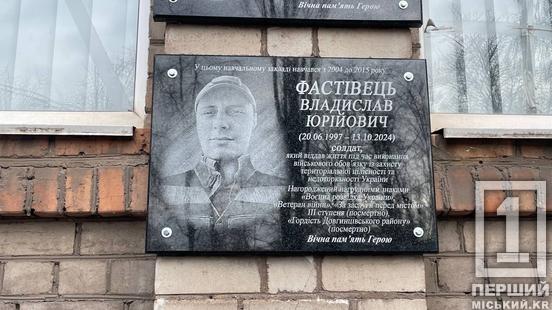 Вічна пам'ять Герою
У цьому навчальному закладі навчався з 2004 до 2015 року
ФАСТІВЕЦЬ
ВЛАДИСЛАВ
ЮРІЙОВИЧ
(20.06.1997 – 13.10.2024)
солдат,
який віддав життя під час виконання
військового обов'язку із захисту
територіальної цілісності та
недоторканості України
Нагороджений нагрудними знаками
«Воєнна розвідка України»,
«Ветеран війни», «За заслуги перед містом»
ІІІ ступеня (посмертно),
«Гордість Довгинцівського району»
(посмертно)
Вічна пам'ять Герою
1
ПЕРШИЙ
МІСЬКИЙ.KR